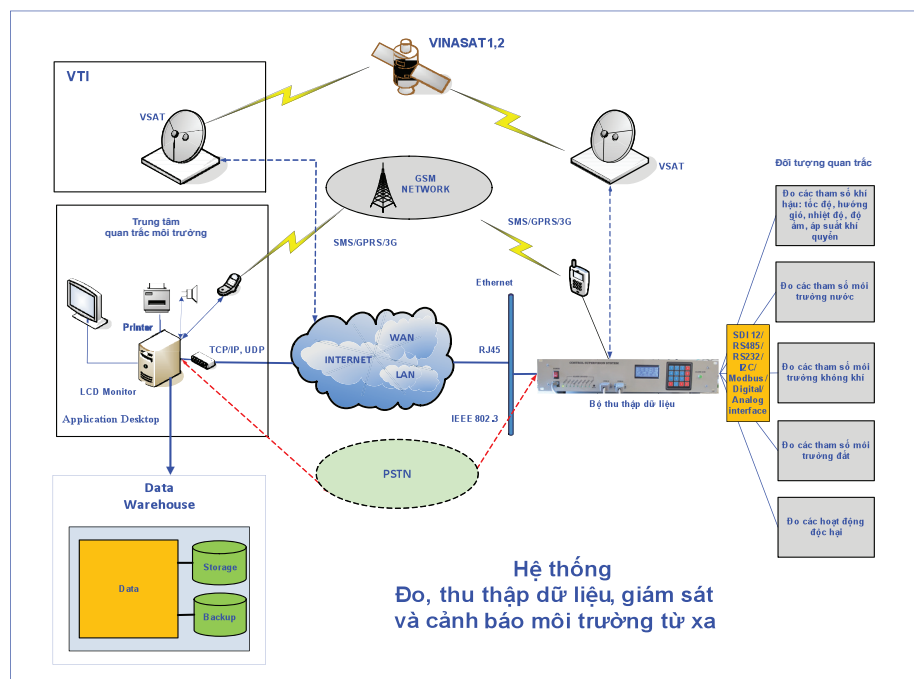 VINASAT1,2
VTI
VSAT
VSAT
GSM
NETWORK
SMS/GPRS/3G
SMS/GPRS/3G
Đối tượng quan trắc
Đo các tham số khí
hậu: tốc độ, hướng
gió, nhiệt độ, độ
ẩm, áp suất khí
quyển
Đo các tham số môi
trường nước
Đo các tham số môi
trường không khí
Đo các tham số môi
trường đất
Đo các hoạt động
độc hại
SDI 12/
RS485/
RS232/
I2C/
Modbus/
Digital/
Analog
interface
Trung tâm
quan trắc môi trường
Printer
TCP/IP, UDP
LCD Monitor
Application Desktop
INTERNET
WAN
LAN
Ethernet
RJ45
IEEE 802.3
Bộ thu thập dữ liệu
PSTN
Data
Warehouse
Data
Storage
Backup
Hệ thống
Đo, thu thập dữ liệu, giám sát
và cảnh báo môi trường từ xa